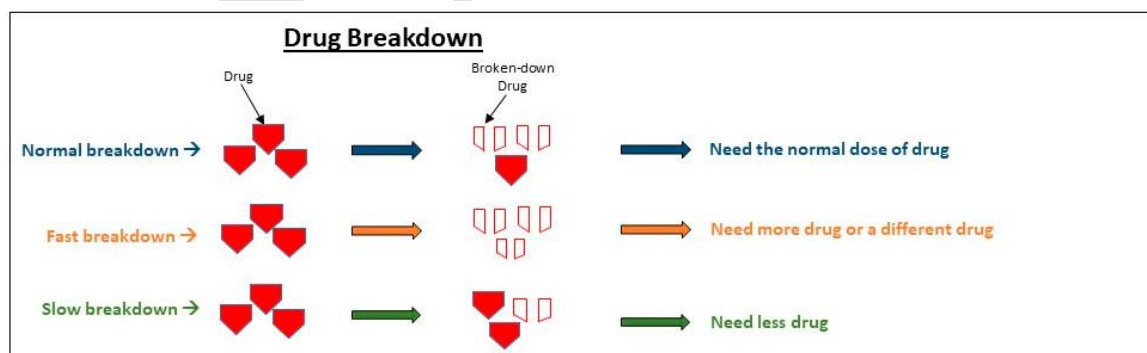 Drug Breakdown
Drug
Broken-down
Drug
Normal breakdown →
Need the normal dose of drug
Fast breakdown →
Need more drug or a different drug
Slow breakdown →
Need less drug